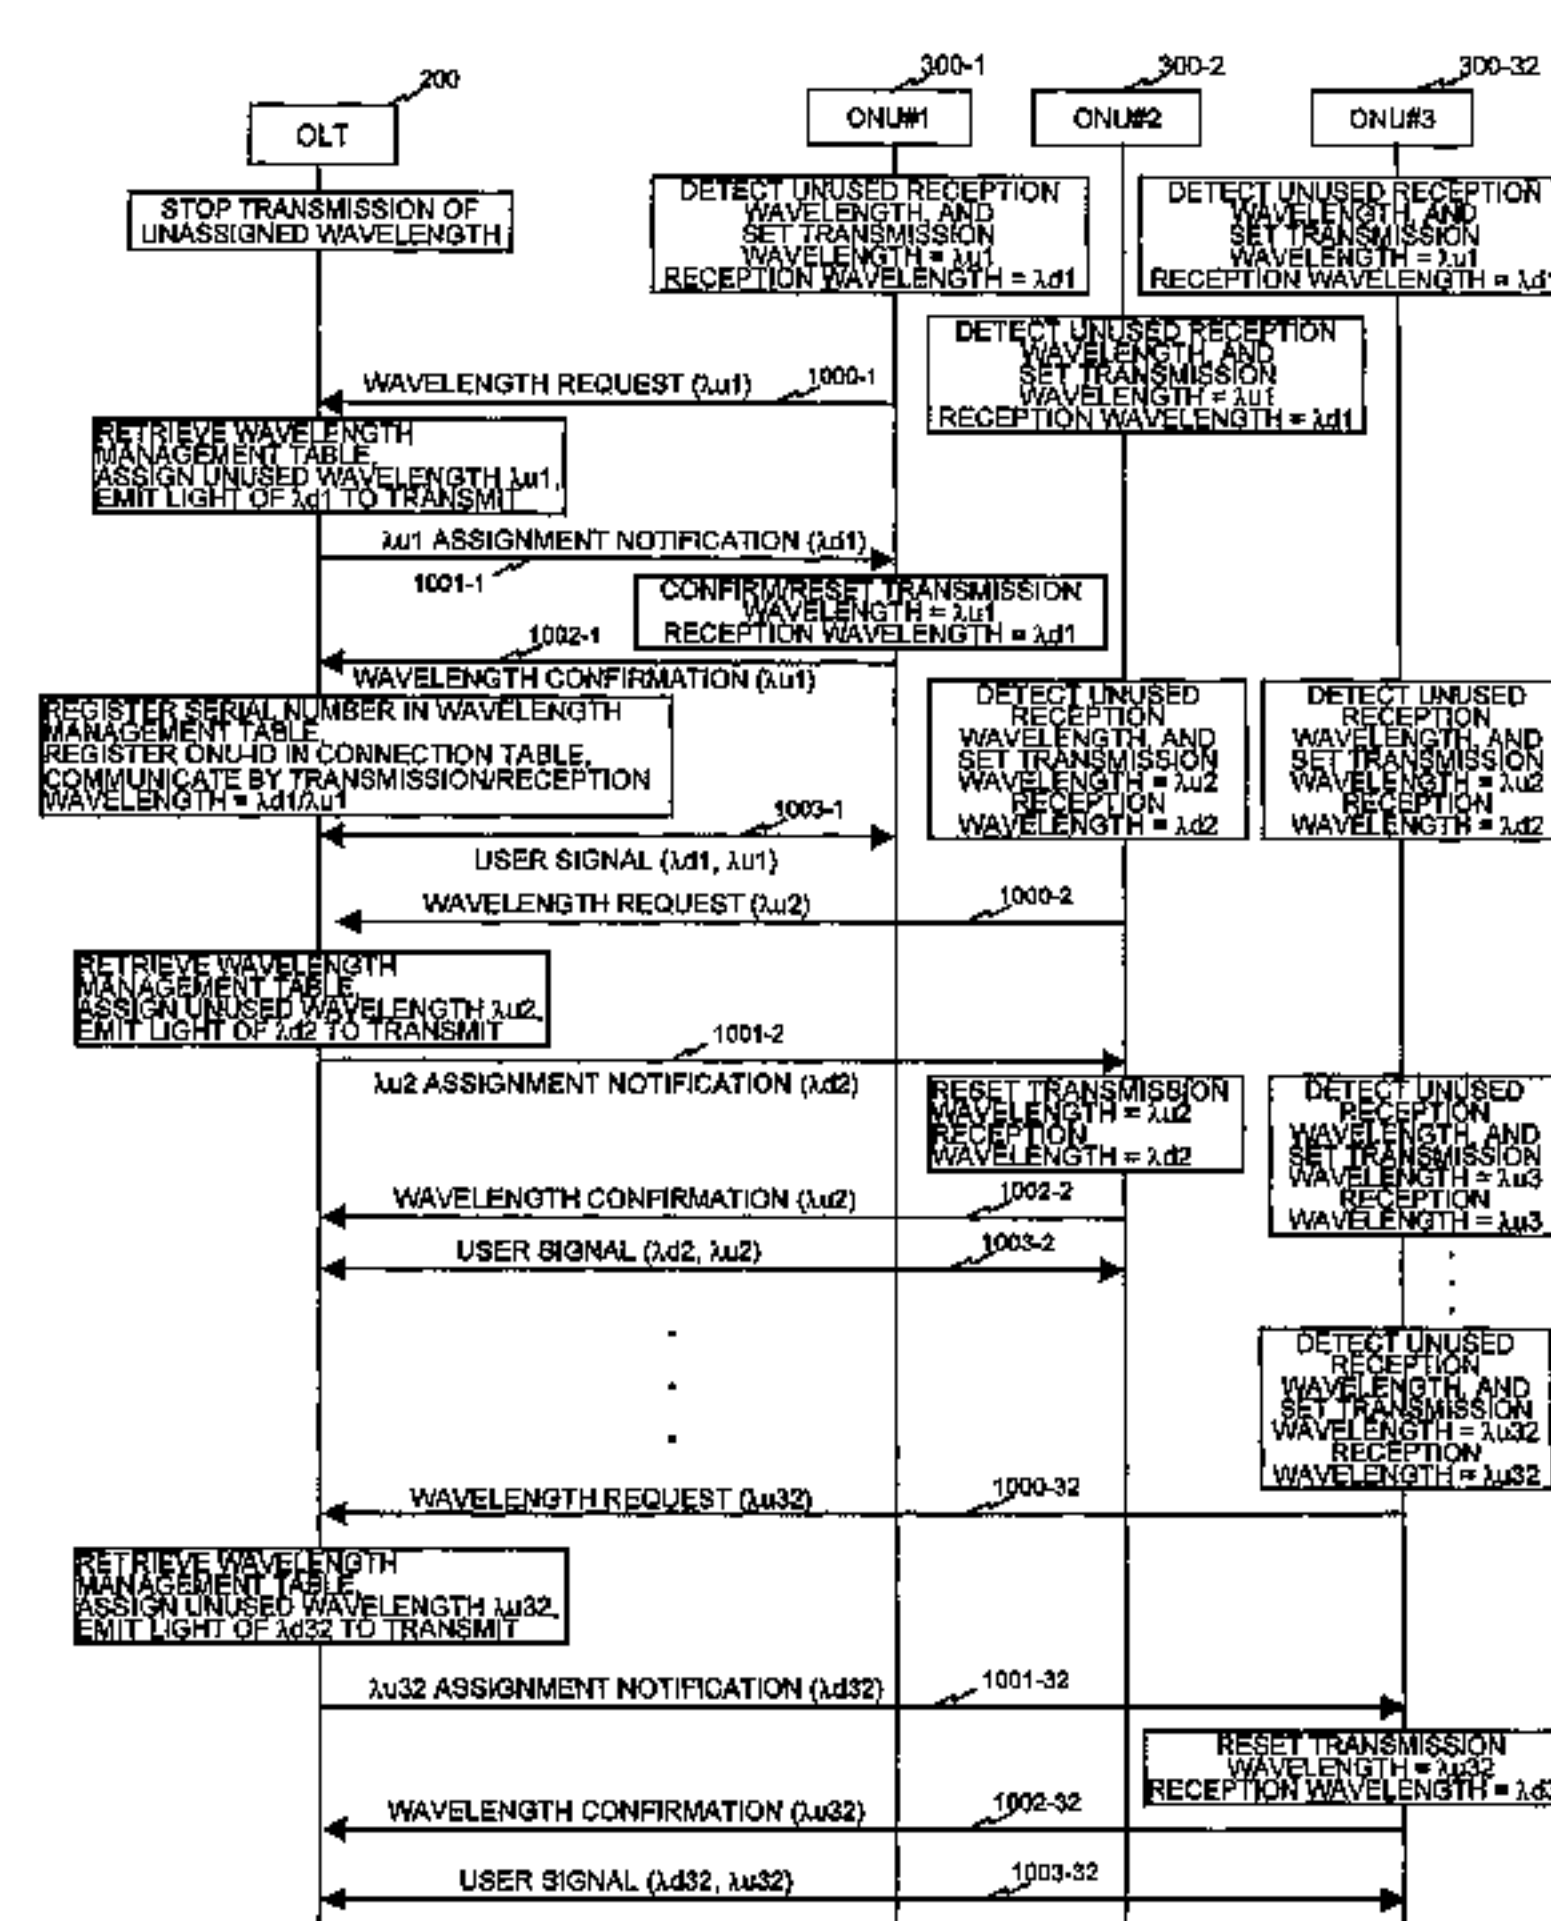 200
300-1
300-2
300-32
OLT
ONU#1
ONU#2
ONU#3
STOP TRANSMISSION OF
UNASSIGNED WAVELENGTH
DETECT UNUSED RECEPTION
WAVELENGTH, AND
SET TRANSMISSION
WAVELENGTH = λu1
RECEPTION WAVELENGTH = λd1
DETECT UNUSED RECEPTION
WAVELENGTH, AND
SET TRANSMISSION
WAVELENGTH = λu1
RECEPTION WAVELENGTH = λd1
DETECT UNUSED RECEPTION
WAVELENGTH, AND
SET TRANSMISSION
WAVELENGTH = λu1
RECEPTION WAVELENGTH = λd1
WAVELENGTH REQUEST (λu1)
1000-1
RETRIEVE WAVELENGTH
MANAGEMENT TABLE,
ASSIGN UNUSED WAVELENGTH λu1,
EMIT LIGHT OF λd1 TO TRANSMIT
λu1 ASSIGNMENT NOTIFICATION (λd1)
1001-1
CONFIRM/RESET TRANSMISSION
WAVELENGTH = λu1
RECEPTION WAVELENGTH = λd1
1002-1
WAVELENGTH CONFIRMATION (λu1)
REGISTER SERIAL NUMBER IN WAVELENGTH
MANAGEMENT TABLE,
REGISTER ONU-ID IN CONNECTION TABLE,
COMMUNICATE BY TRANSMISSION/RECEPTION
WAVELENGTH = λd1/λu1
DETECT UNUSED
RECEPTION
WAVELENGTH, AND
SET TRANSMISSION
WAVELENGTH = λu2
RECEPTION
WAVELENGTH = λd2
DETECT UNUSED
RECEPTION
WAVELENGTH, AND
SET TRANSMISSION
WAVELENGTH = λu2
RECEPTION
WAVELENGTH = λd2
1003-1
USER SIGNAL (λd1, λu1)
WAVELENGTH REQUEST (λu2)
1000-2
RETRIEVE WAVELENGTH
MANAGEMENT TABLE,
ASSIGN UNUSED WAVELENGTH λu2,
EMIT LIGHT OF λd2 TO TRANSMIT
1001-2
λu2 ASSIGNMENT NOTIFICATION (λd2)
RESET TRANSMISSION
WAVELENGTH = λu2
RECEPTION
WAVELENGTH = λd2
DETECT UNUSED
RECEPTION
WAVELENGTH, AND
SET TRANSMISSION
WAVELENGTH = λu3
RECEPTION
WAVELENGTH = λu3
WAVELENGTH CONFIRMATION (λu2)
1002-2
USER SIGNAL (λd2, λu2)
1003-2
DETECT UNUSED
RECEPTION
WAVELENGTH, AND
SET TRANSMISSION
WAVELENGTH = λu32
RECEPTION
WAVELENGTH = λu32
WAVELENGTH REQUEST (λu32)
1000-32
RETRIEVE WAVELENGTH
MANAGEMENT TABLE,
ASSIGN UNUSED WAVELENGTH λu32,
EMIT LIGHT OF λd32 TO TRANSMIT
λu32 ASSIGNMENT NOTIFICATION (λd32)
1001-32
RESET TRANSMISSION
WAVELENGTH = λu32
RECEPTION WAVELENGTH =
WAVELENGTH CONFIRMATION (λu32)
1002-32
USER SIGNAL (λd32, λu32)
1003-32